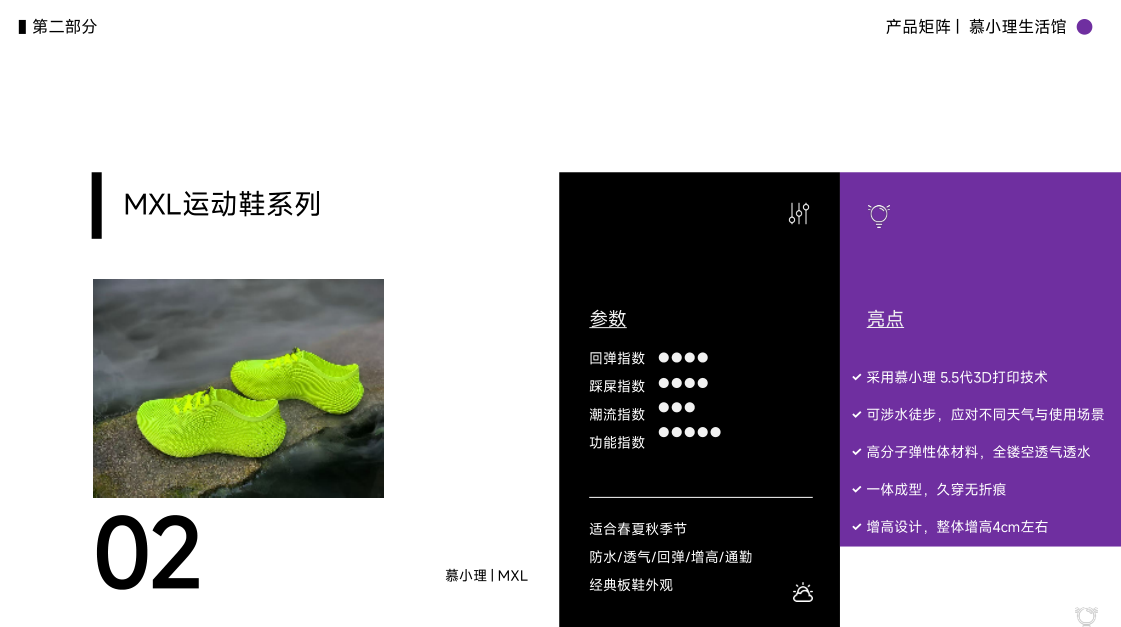 第二部分
产品矩阵 | 慕小理生活馆
MXL运动鞋系列
02
慕小理 | MXL
参数
回弹指数
踩屎指数
潮流指数
功能指数
适合春夏秋季节
防水/透气/回弹/增高/通勤
经典板鞋外观
亮点
采用慕小理 5.5代3D打印技术
可涉水徒步，应对不同天气与使用场景
高分子弹性体材料，全镂空透气透水
一体成型，久穿无折痕
增高设计，整体增高4cm左右